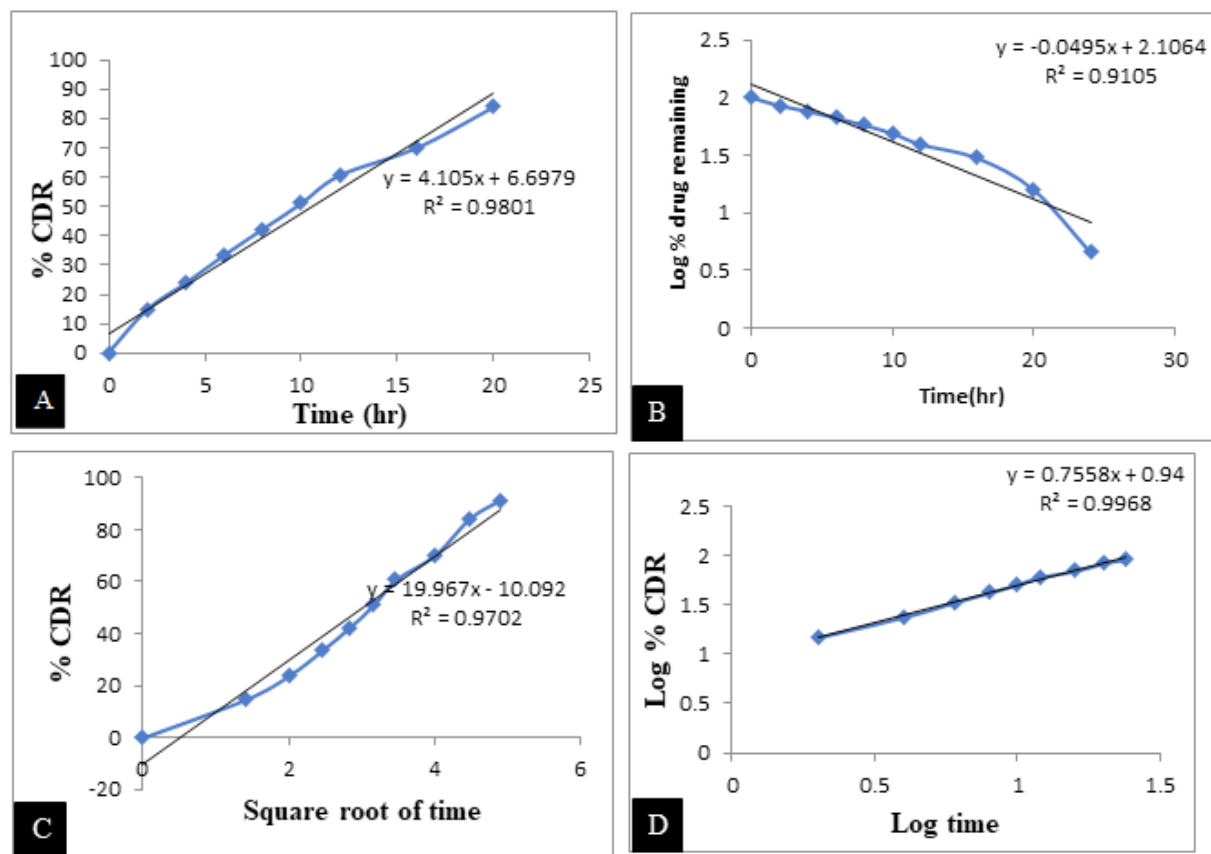 100
90
80
70
60
50
40
30
20
10
0
% CDR
y = 4.105x + 6.6979
R² = 0.9801
0 5 10 15 20 25
Time (hr)
A
2.5
2
1.5
1
0.5
0
Log % drug remaining
y = -0.0495x + 2.1064
R² = 0.9105
0 10 20 30
Time(hr)
B
100
80
60
40
20
0
-20
% CDR
y = 19.967x - 10.092
R² = 0.9702
0 2 4 6
Square root of time
C
2.5
2
1.5
1
0.5
0
Log % CDR
y = 0.7558x + 0.94
R² = 0.9968
0 0.5 1 1.5
Log time
D